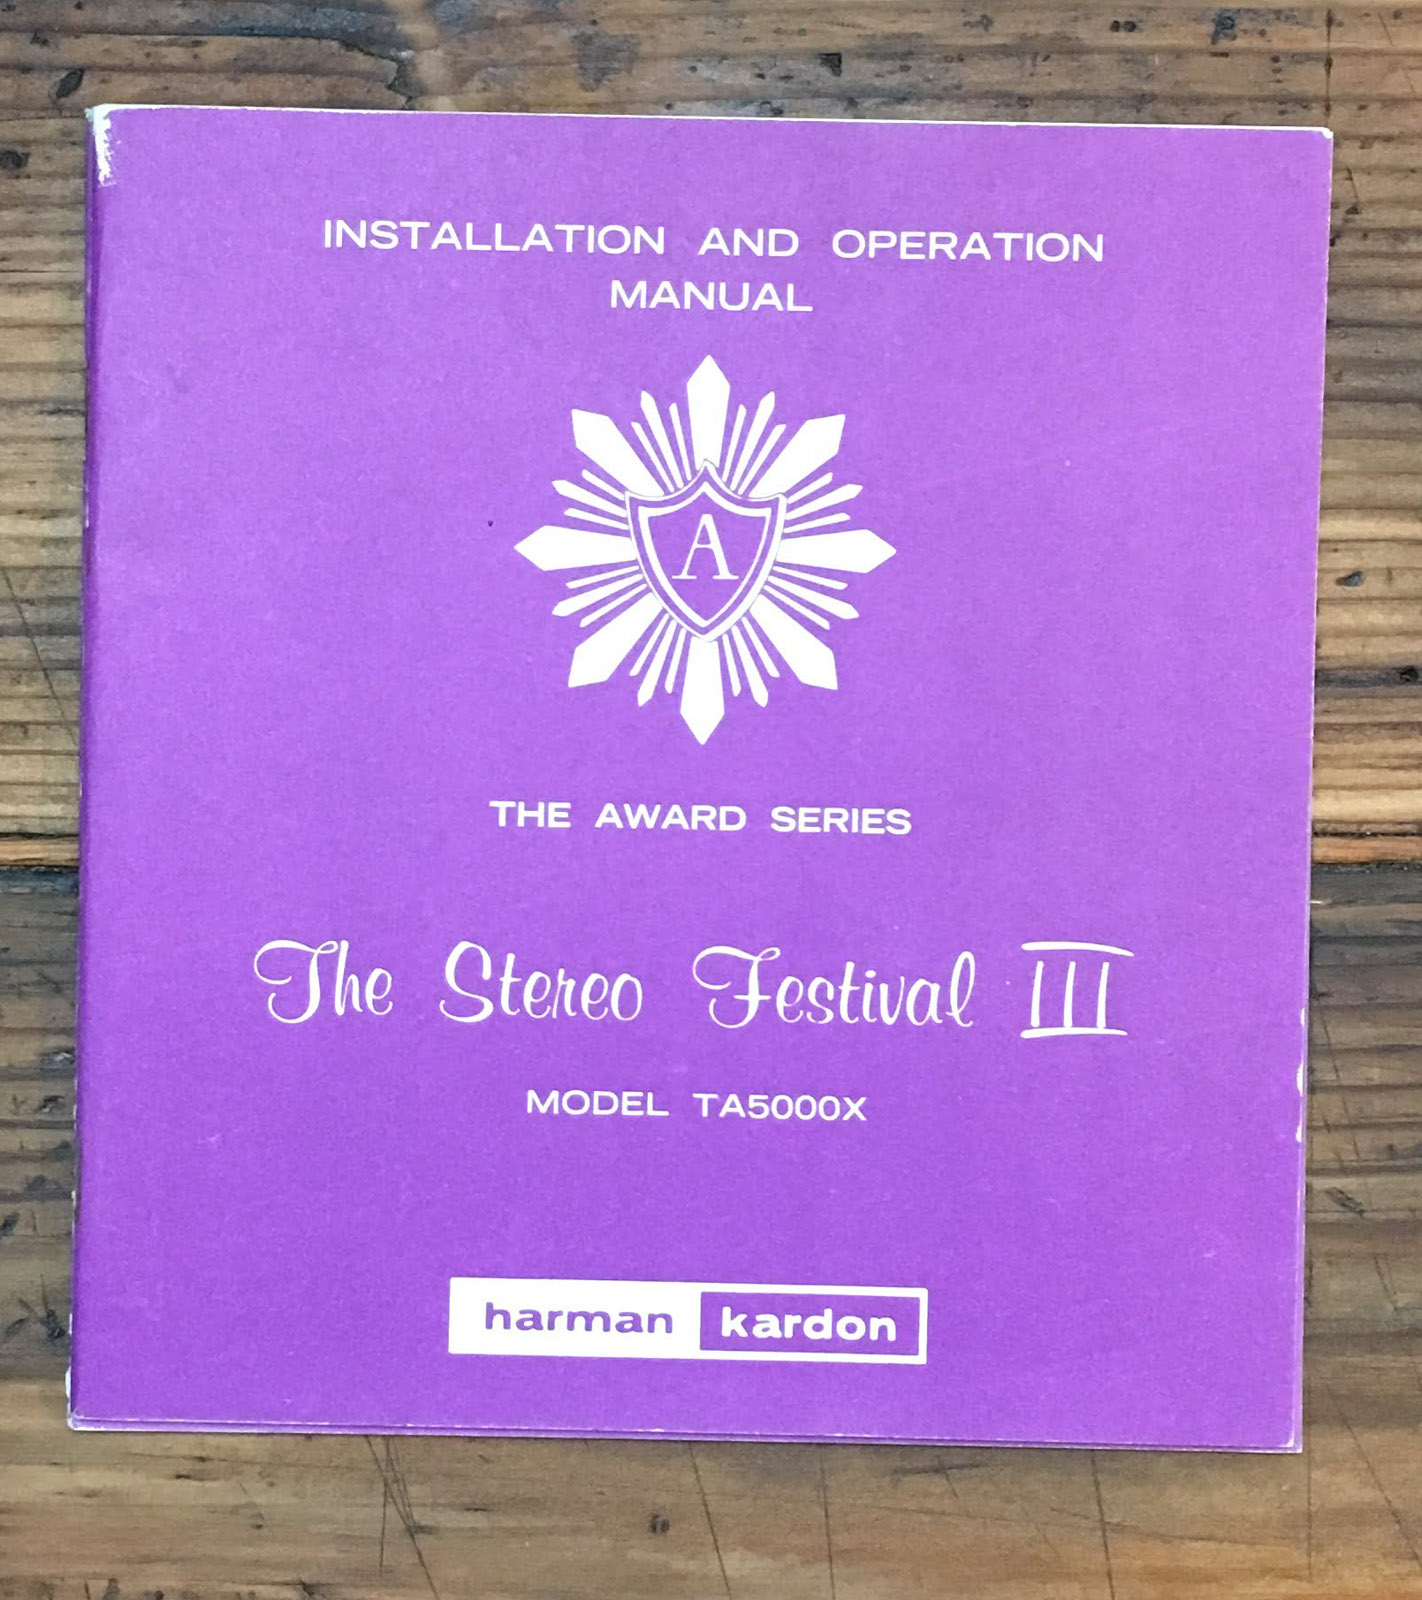 INSTALLATION AND OPERATION
MANUAL
A
THE AWARD SERIES
The Stereo Festival III
MODEL TA5000X
harman kardon